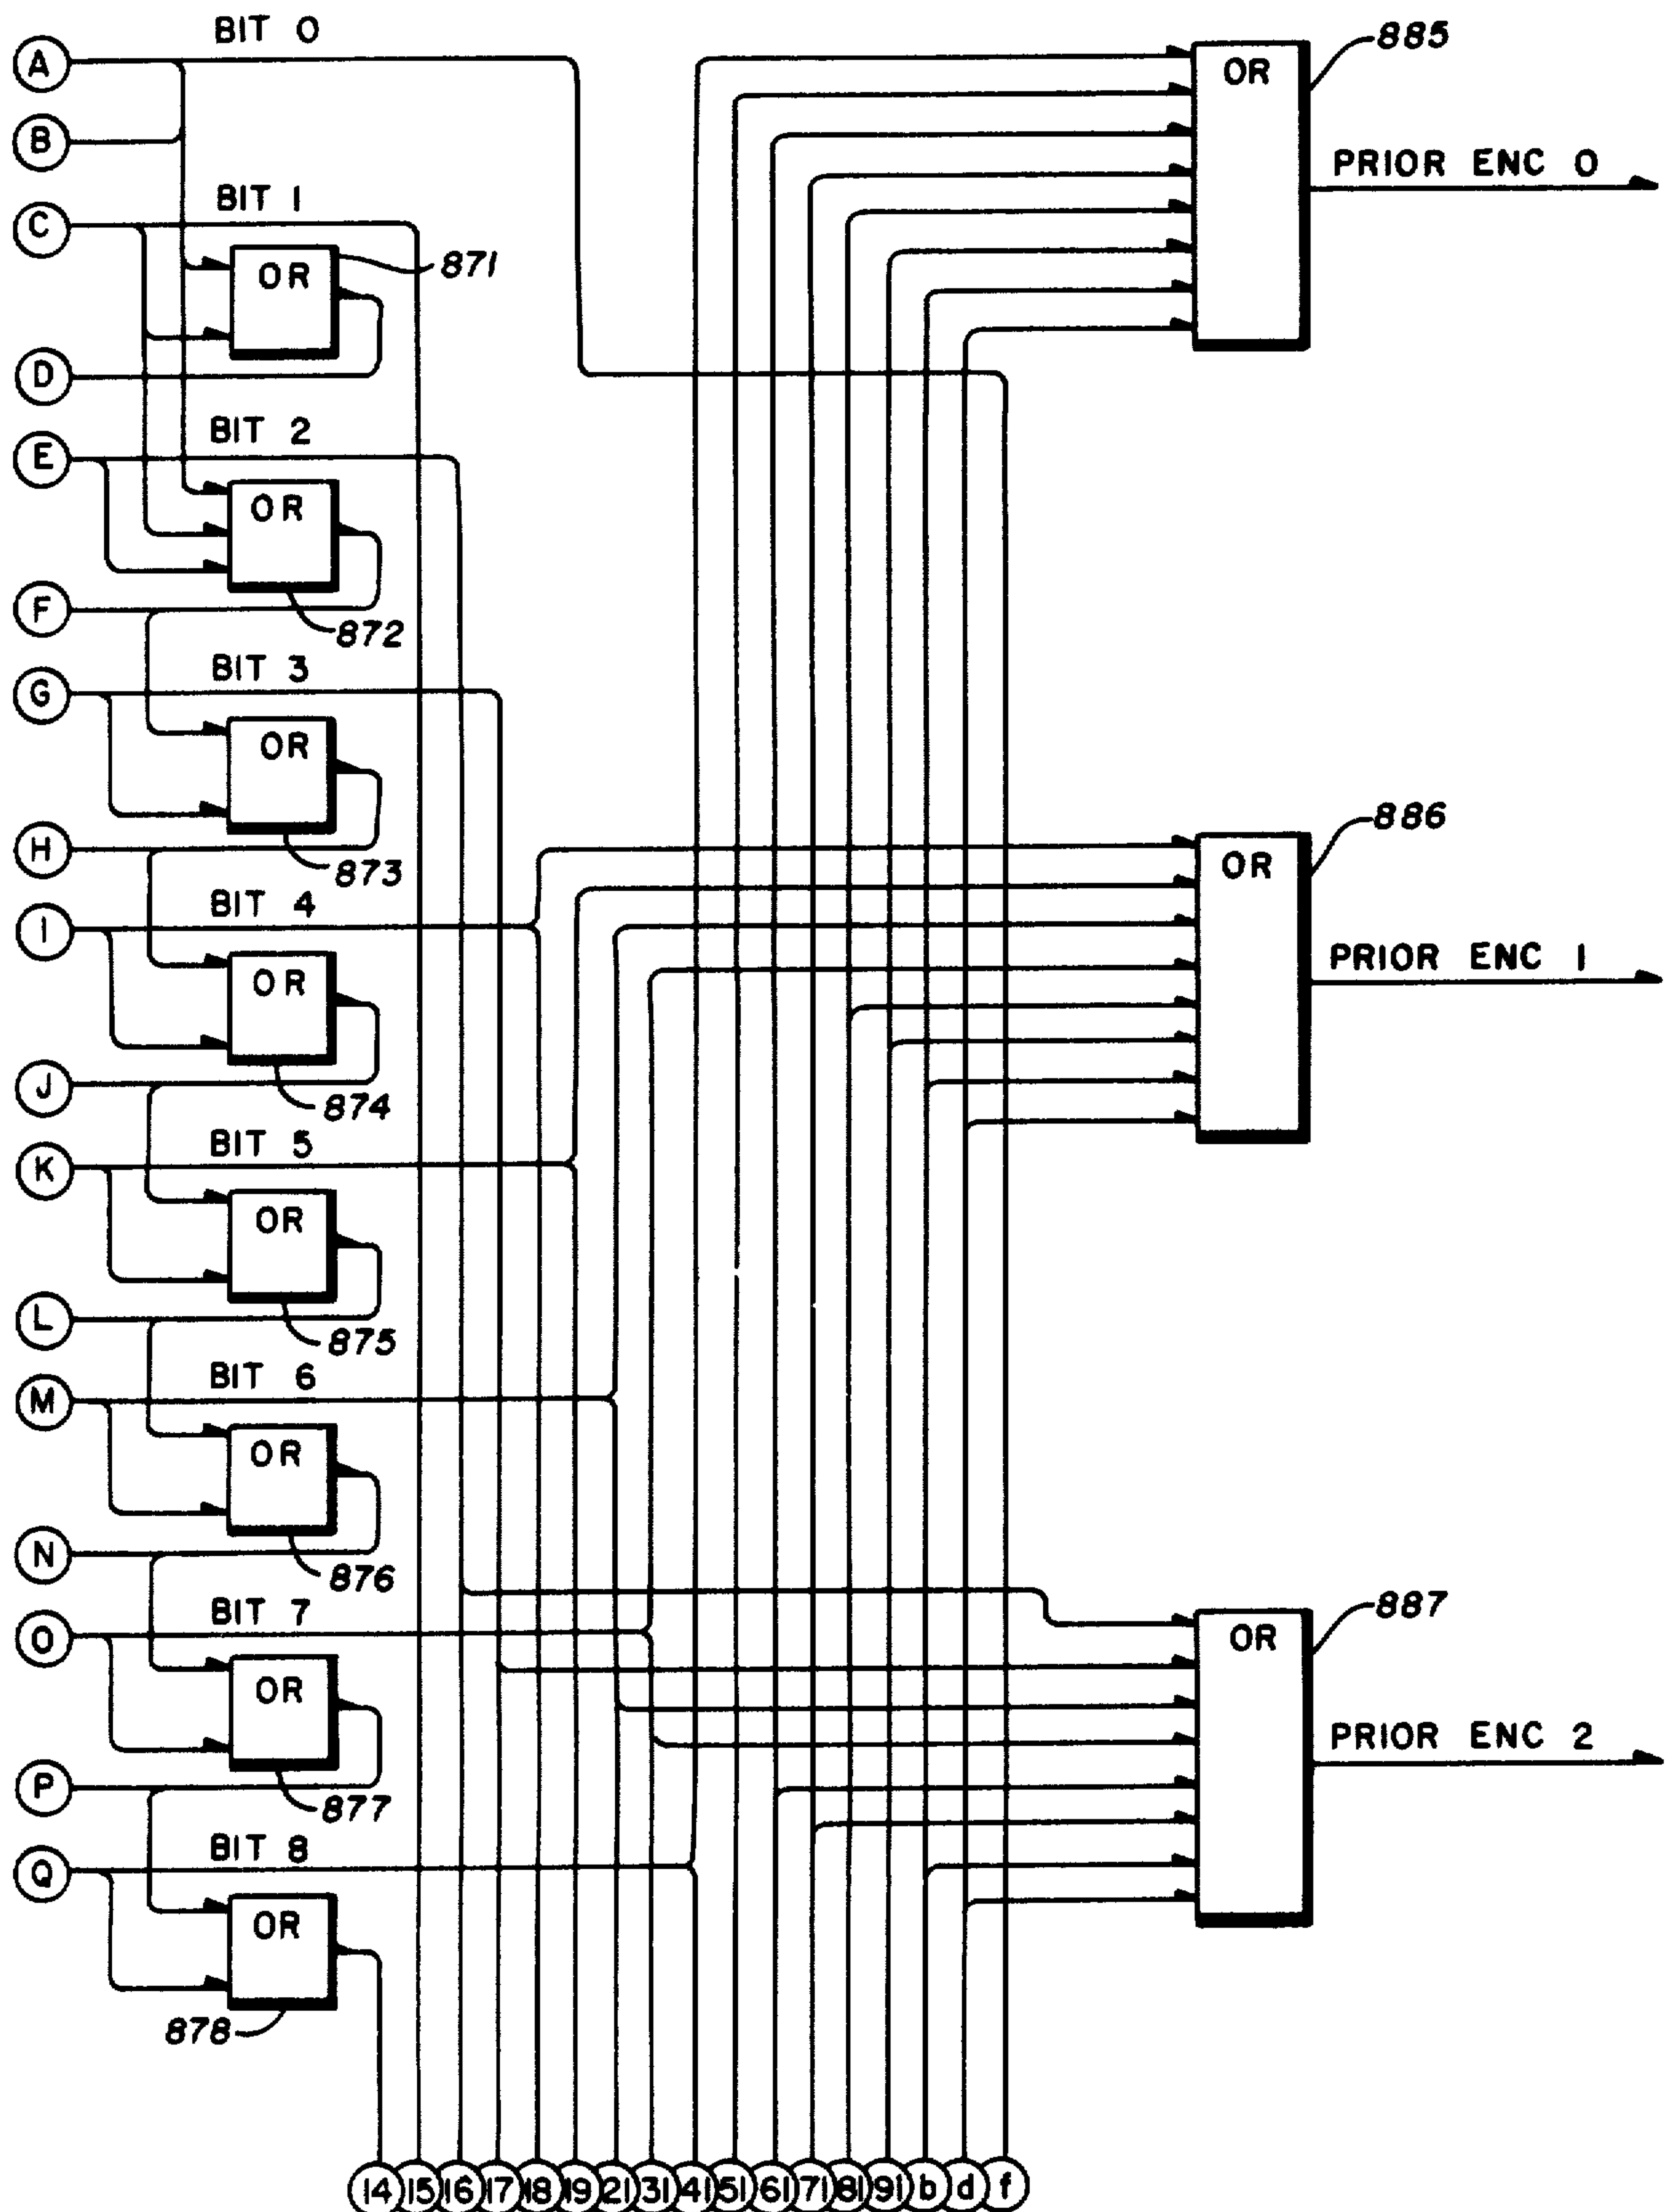 A
BIT 0
OR
885
B
PRIOR ENC 0
C
BIT 1
OR
871
D
E
BIT 2
OR
F
872
G
BIT 3
OR
H
873
OR
886
I
BIT 4
OR
PRIOR ENC 1
J
874
K
BIT 5
OR
L
875
M
BIT 6
OR
N
876
O
BIT 7
OR
887
OR
P
877
PRIOR ENC 2
Q
BIT 8
OR
878
14 15 16 17 18 19 21 31 41 51 61 71 81 91 b d f